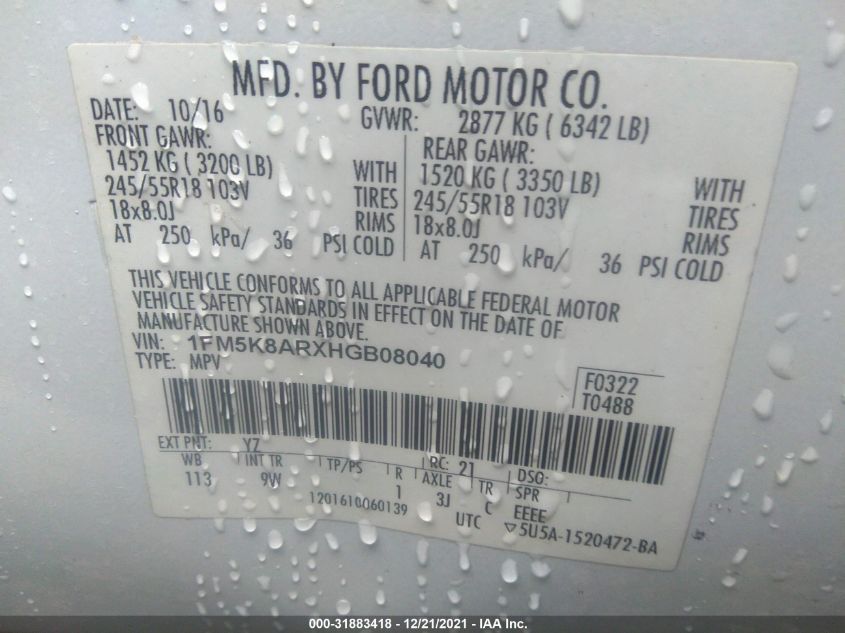 MFD. BY FORD MOTOR CO.
DATE: 10/16 GVWR: 2877 KG ( 6342 LB)
FRONT GAWR: REAR GAWR:
1452 KG ( 3200 LB) WITH 1520 KG ( 3350 LB) WITH
245/55R18 103V TIRES 245/55R18 103V TIRES
18x8.0J RIMS 18x8.0J RIMS
AT 250 kPa/ 36 PSI COLD AT 250 kPa/ 36 PSI COLD
THIS VEHICLE CONFORMS TO ALL APPLICABLE FEDERAL MOTOR
VEHICLE SAFETY STANDARDS IN EFFECT ON THE DATE OF
MANUFACTURE SHOWN ABOVE.
VIN: 1FM5K8ARXHGB08040
TYPE: MPV
F0322
T0488
EXT PNT: YZ RC: 21 DSO:
WB INT TR TP/PS R AXLE TR SPR
113 9W 1 3J C EEEE
1201610060139 UTC ▽5U5A-1520472-BA
000-31883418 - 12/21/2021 - IAA Inc.